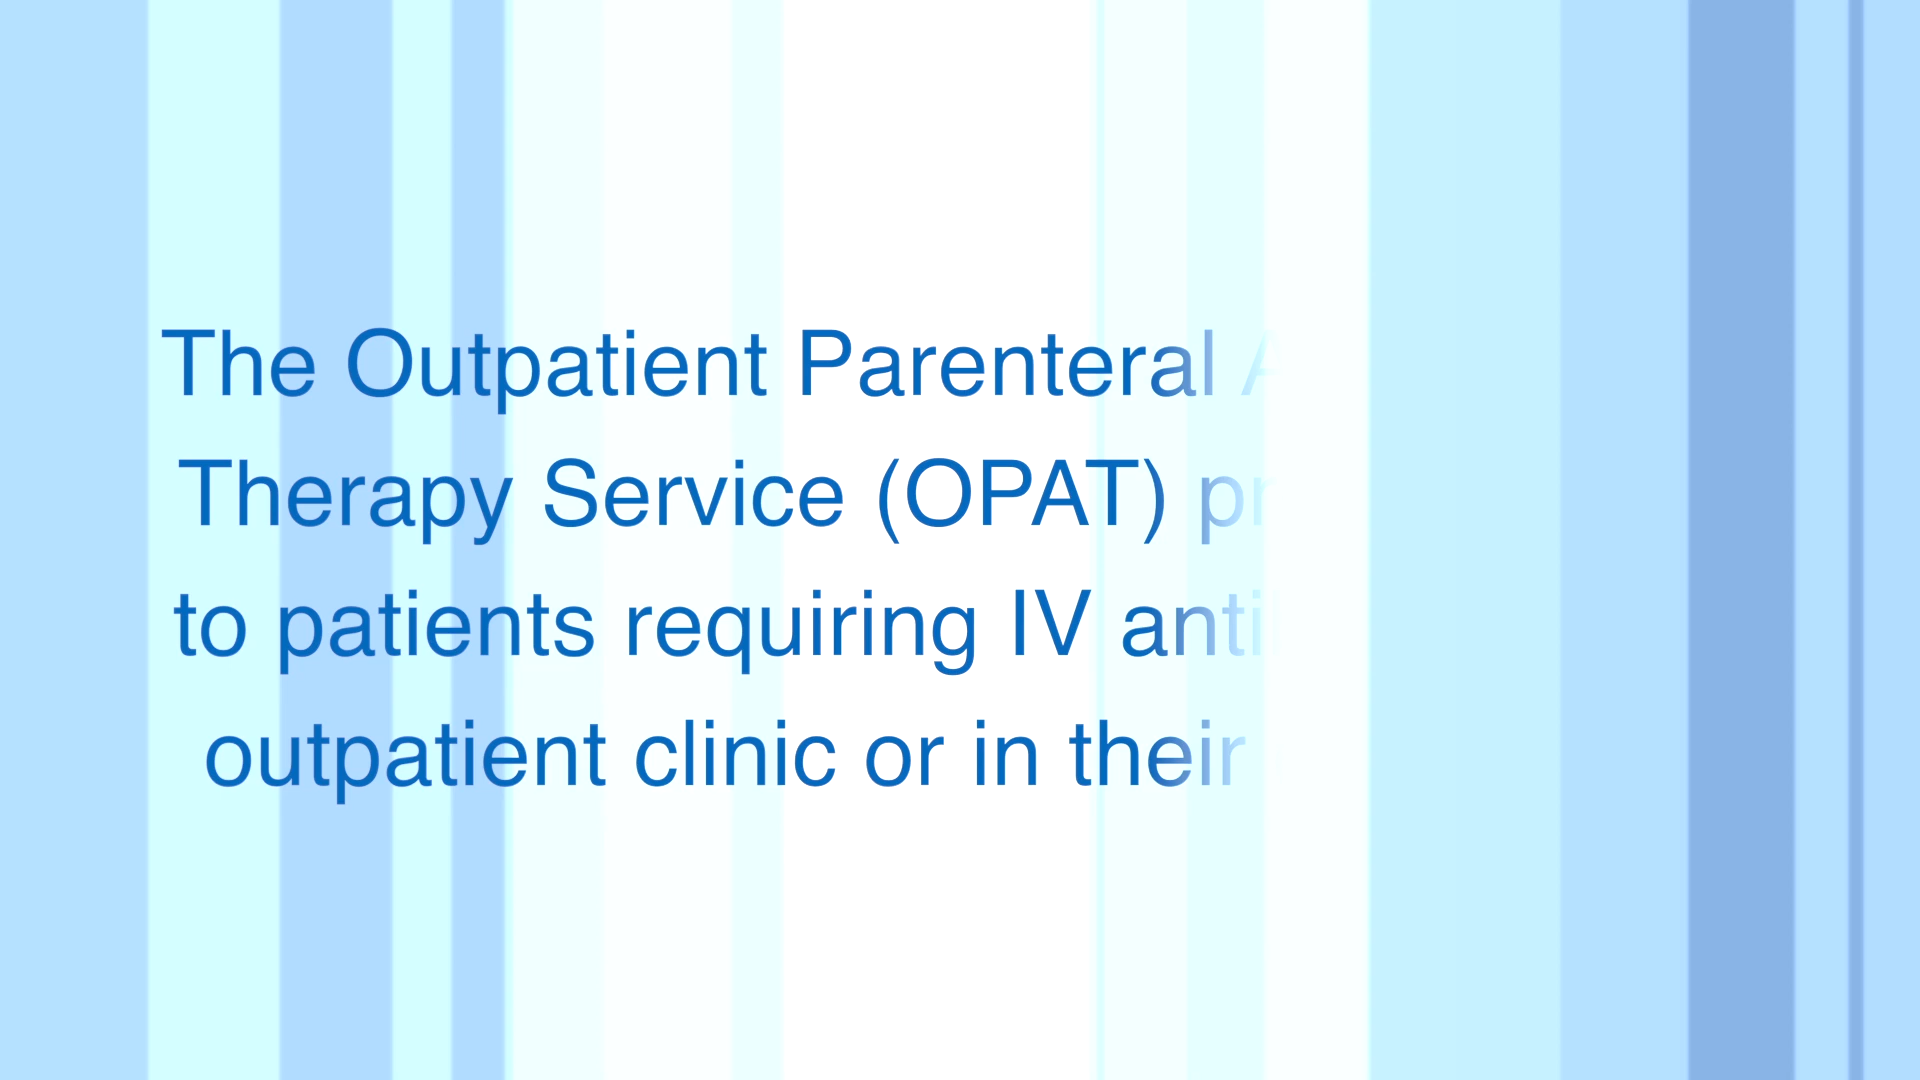 The Outpatient Parenteral
Therapy Service (OPAT)
to patients requiring IV
outpatient clinic or in their